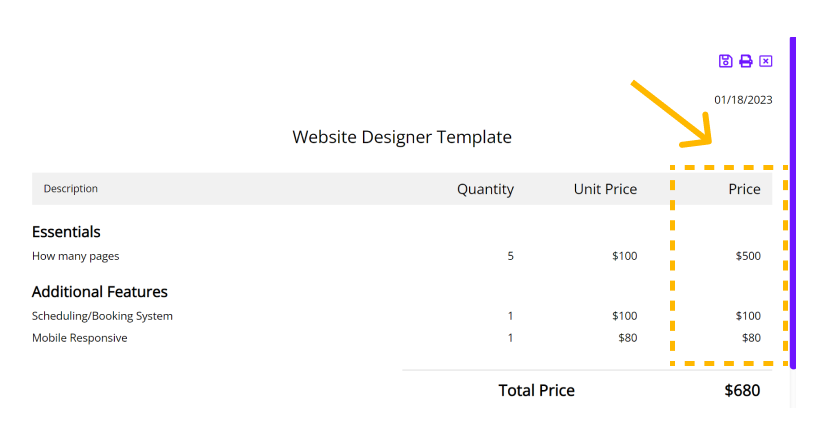 01/18/2023
Website Designer Template
Description Quantity Unit Price Price
Essentials
How many pages 5 $100 $500
Additional Features
Scheduling/Booking System 1 $100 $100
Mobile Responsive 1 $80 $80
Total Price $680